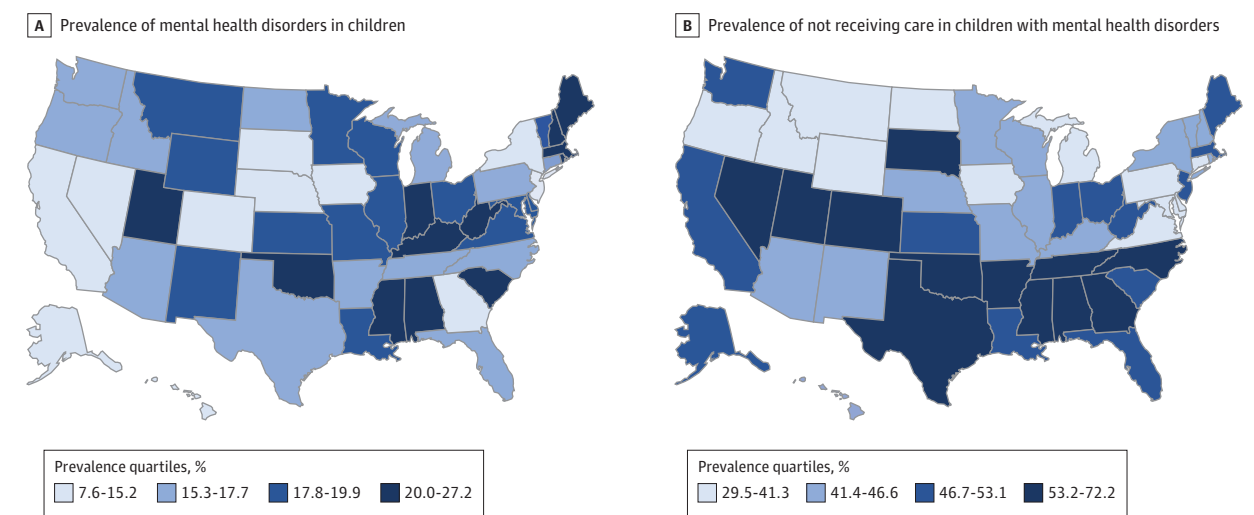 A Prevalence of mental health disorders in children
B Prevalence of not receiving care in children with mental health disorders
Prevalence quartiles, %
7.6-15.2 15.3-17.7 17.8-19.9 20.0-27.2
Prevalence quartiles, %
29.5-41.3 41.4-46.6 46.7-53.1 53.2-72.2